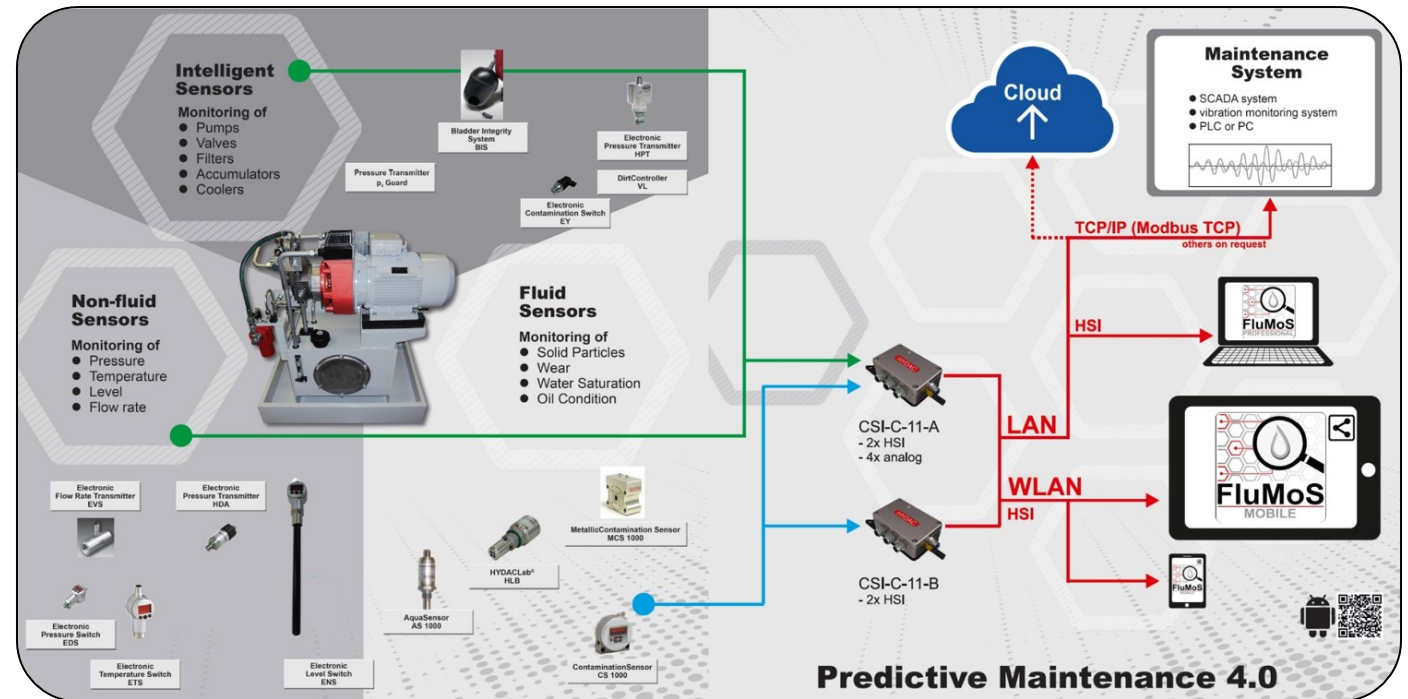 Intelligent
Sensors
Monitoring of
● Pumps
● Valves
● Filters
● Accumulators
● Coolers
Bladder Integrity
System
BIS
Electronic
Pressure Transmitter
HPT
Pressure Transmitter
p₀ Guard
DirtController
VL
Electronic
Contamination Switch
EY
Non-fluid
Sensors
Monitoring of
● Pressure
● Temperature
● Level
● Flow rate
Fluid
Sensors
Monitoring of
● Solid Particles
● Wear
● Water Saturation
● Oil Condition
Electronic
Flow Rate Transmitter
EVS
Electronic
Pressure Transmitter
HDA
MetallicContamination Sensor
MCS 1000
HYDACLab®
HLB
AquaSensor
AS 1000
Electronic
Pressure Switch
EDS
Electronic
Temperature Switch
ETS
Electronic
Level Switch
ENS
ContaminationSensor
CS 1000
Cloud
Maintenance
System
● SCADA system
● vibration monitoring system
● PLC or PC
TCP/IP (Modbus TCP)
others on request
HSI
FluMoS
PROFESSIONAL
HYDAC
CSI-C-11-A
- 2x HSI
- 4x analog
LAN
WLAN
HSI
FluMoS
MOBILE
HYDAC
CSI-C-11-B
- 2x HSI
FluMoS
Predictive Maintenance 4.0